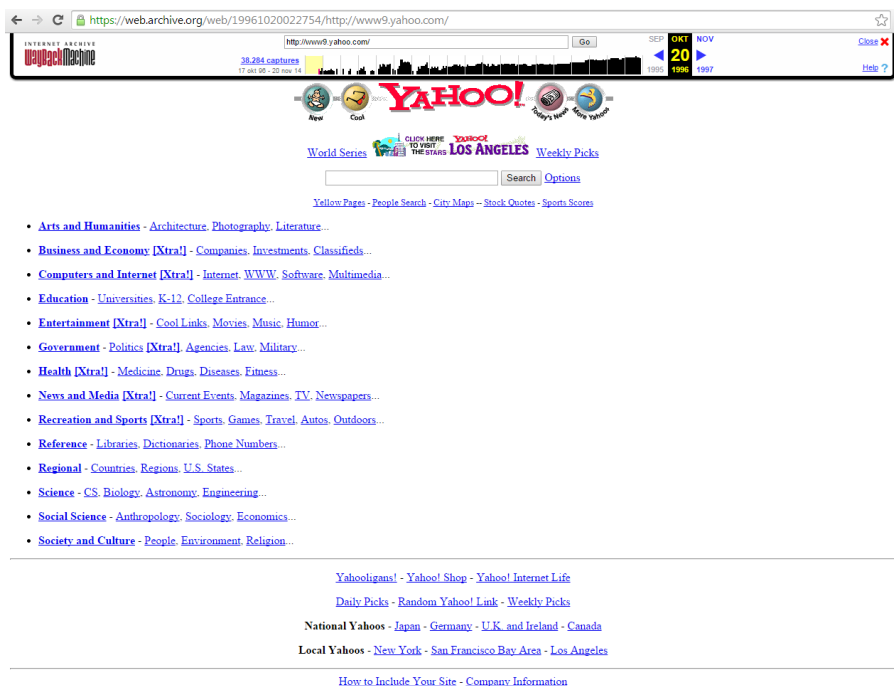 https://web.archive.org/web/19961020022754/http://www9.yahoo.com/
INTERNET ARCHIVE
WayBackMachine
http://www9.yahoo.com/ Go
38,284 captures
17 okt 96 - 20 nov 14
SEP OKT NOV
20
1995 1996 1997
Close
Help ?
YAHOO!
New Cool Today's News More Yahoos
World Series CLICK HERE TO VISIT THE STARS YAHOO! LOS ANGELES Weekly Picks
Search Options
Yellow Pages - People Search - City Maps -- Stock Quotes - Sports Scores
• Arts and Humanities - Architecture, Photography, Literature...
• Business and Economy [Xtra!] - Companies, Investments, Classifieds...
• Computers and Internet [Xtra!] - Internet, WWW, Software, Multimedia...
• Education - Universities, K-12, College Entrance...
• Entertainment [Xtra!] - Cool Links, Movies, Music, Humor...
• Government - Politics [Xtra!], Agencies, Law, Military...
• Health [Xtra!] - Medicine, Drugs, Diseases, Fitness...
• News and Media [Xtra!] - Current Events, Magazines, TV, Newspapers...
• Recreation and Sports [Xtra!] - Sports, Games, Travel, Autos, Outdoors...
• Reference - Libraries, Dictionaries, Phone Numbers...
• Regional - Countries, Regions, U.S. States...
• Science - CS, Biology, Astronomy, Engineering...
• Social Science - Anthropology, Sociology, Economics...
• Society and Culture - People, Environment, Religion...
Yahooligans! - Yahoo! Shop - Yahoo! Internet Life
Daily Picks - Random Yahoo! Link - Weekly Picks
National Yahoos - Japan - Germany - U.K. and Ireland - Canada
Local Yahoos - New York - San Francisco Bay Area - Los Angeles
How to Include Your Site - Company Information